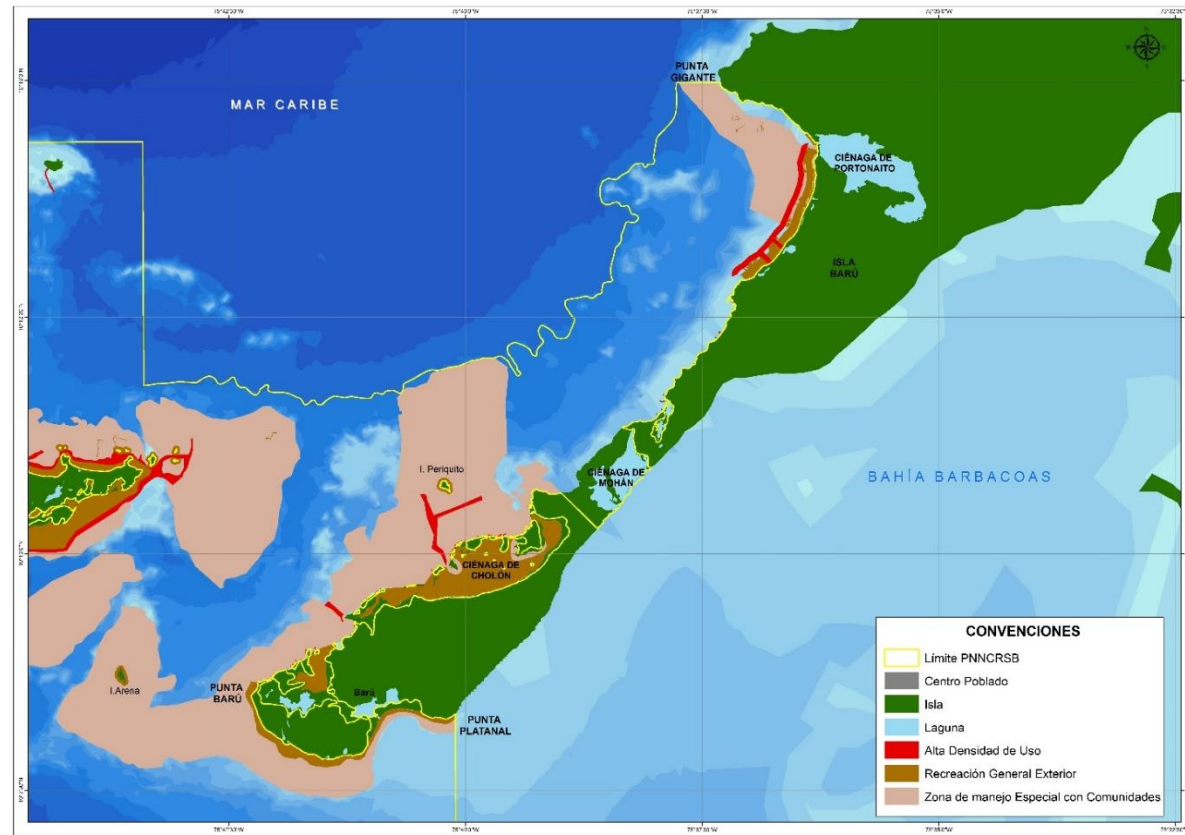 MAR CARIBE
PUNTA
GIGANTE
CIÉNAGA DE
PORTONAITO
ISLA
BARÚ
I. Periquito
CIÉNAGA DE
MOHÁN
BAHÍA BARBACOAS
CIÉNAGA DE
CHOLÓN
I.Arena
PUNTA
BARÚ
Barú
PUNTA
PLATANAL
CONVENCIONES
Límite PNNCRSB
Centro Poblado
Isla
Laguna
Alta Densidad de Uso
Recreación General Exterior
Zona de manejo Especial con Comunidades